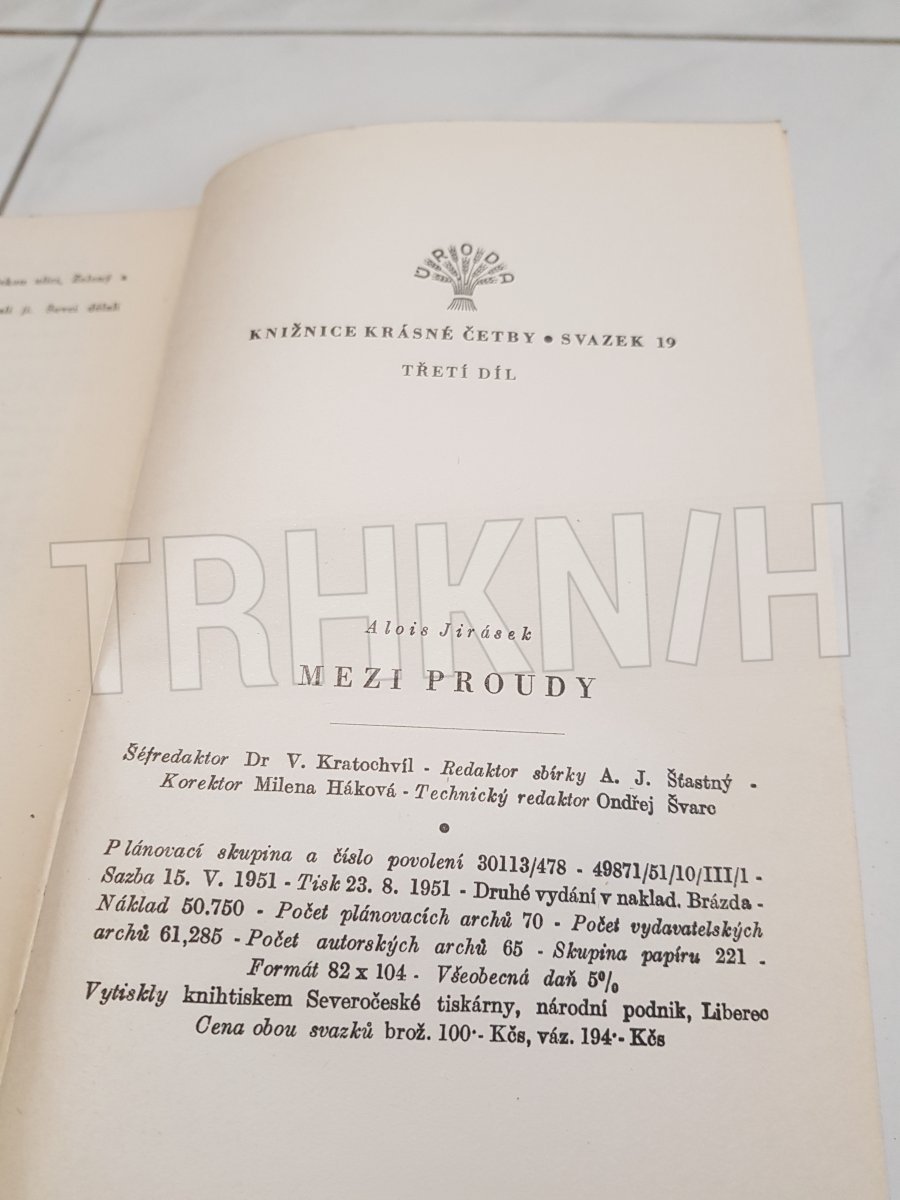 ÚRODA
KNIŽNICE KRÁSNÉ ČETBY • SVAZEK 19
TŘETÍ DÍL
TRHKNIH
Alois Jirásek
MEZI PROUDY
Šéfredaktor Dr V. Kratochvíl - Redaktor sbírky A. J. Šťastný -
Korektor Milena Háková - Technický redaktor Ondřej Švarc
•
Plánovací skupina a číslo povolení 30113/478 - 49871/51/10/III/1 -
Sazba 15. V. 1951 - Tisk 23. 8. 1951 - Druhé vydání v naklad. Brázda -
Náklad 50.750 - Počet plánovacích archů 70 - Počet vydavatelských
archů 61,285 - Počet autorských archů 65 - Skupina papíru 221 -
Formát 82 x 104 - Všeobecná daň 5%
Vytiskly knihtiskem Severočeské tiskárny, národní podnik, Liberec
Cena obou svazků brož. 100·- Kčs, váz. 194·- Kčs